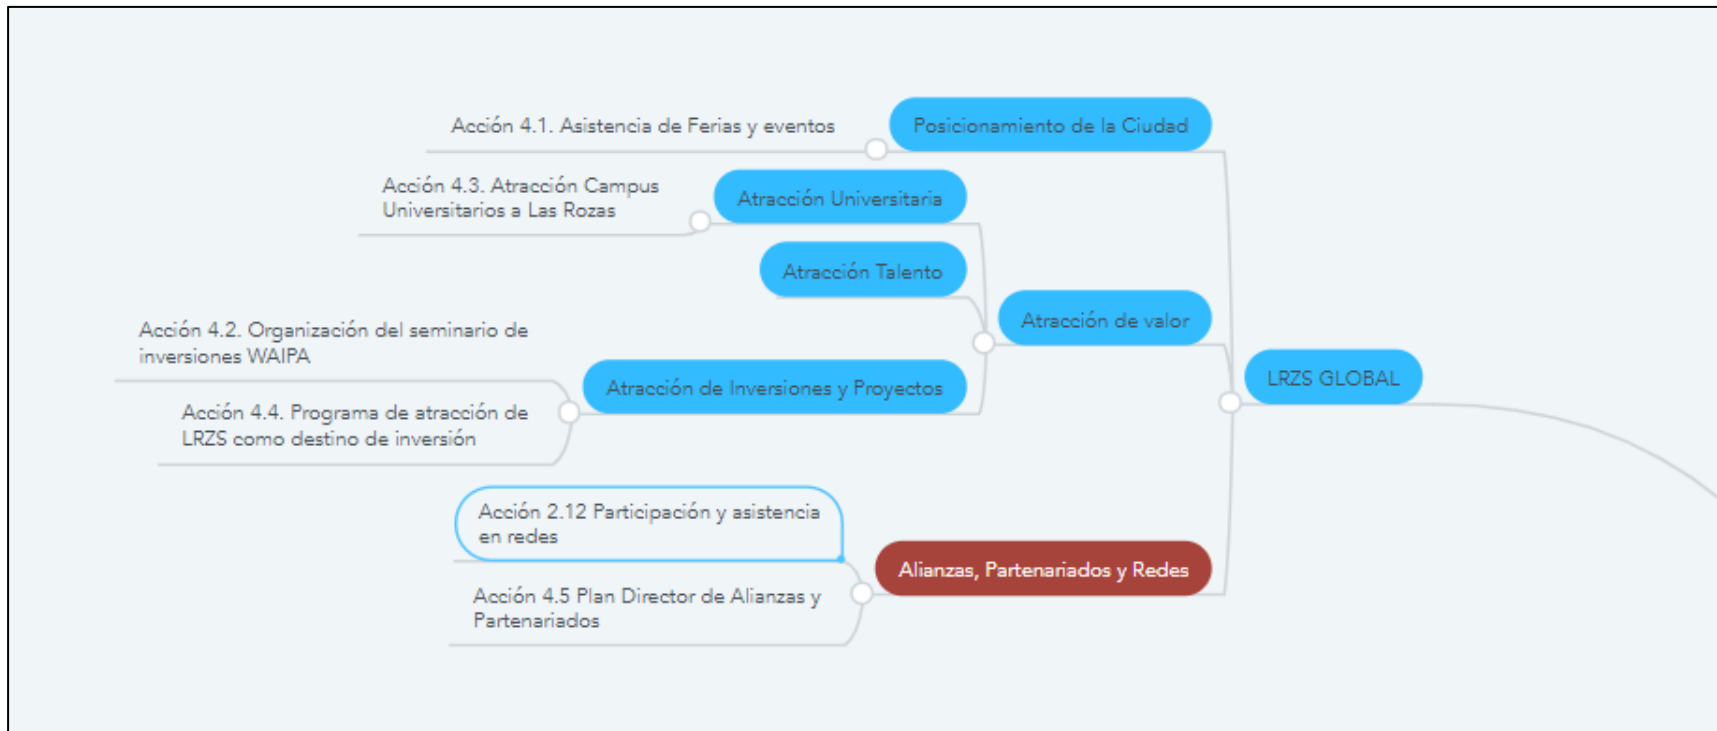 Acción 4.1. Asistencia de Ferias y eventos
Posicionamiento de la Ciudad
Acción 4.3. Atracción Campus
Universitarios a Las Rozas
Atracción Universitaria
Atracción Talento
Acción 4.2. Organización del seminario de
inversiones WAIPA
Atracción de valor
Atracción de Inversiones y Proyectos
LRZS GLOBAL
Acción 4.4. Programa de atracción de
LRZS como destino de inversión
Acción 2.12 Participación y asistencia
en redes
Alianzas, Partenariados y Redes
Acción 4.5 Plan Director de Alianzas y
Partenariados